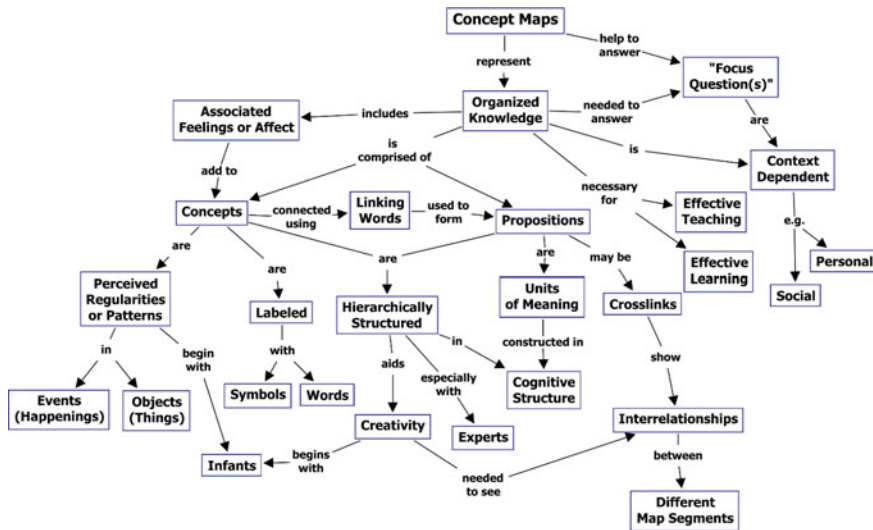 Concept Maps
help to
answer
represent
"Focus
Question(s)"
Associated
Feelings or Affect
includes
Organized
Knowledge
needed to
answer
are
is
comprised of
is
Context
Dependent
add to
necessary
for
Effective
Teaching
Concepts
connected
using
Linking
Words
used to
form
Propositions
e.g.
are
are
are
are
may be
Effective
Learning
Personal
Social
Perceived
Regularities
or Patterns
Labeled
Hierarchically
Structured
Units
of Meaning
Crosslinks
in
begin
with
with
aids
in
constructed in
show
especially
with
Events
(Happenings)
Objects
(Things)
Symbols
Words
Cognitive
Structure
Creativity
Experts
Interrelationships
Infants
begins
with
needed
to see
between
Different
Map Segments